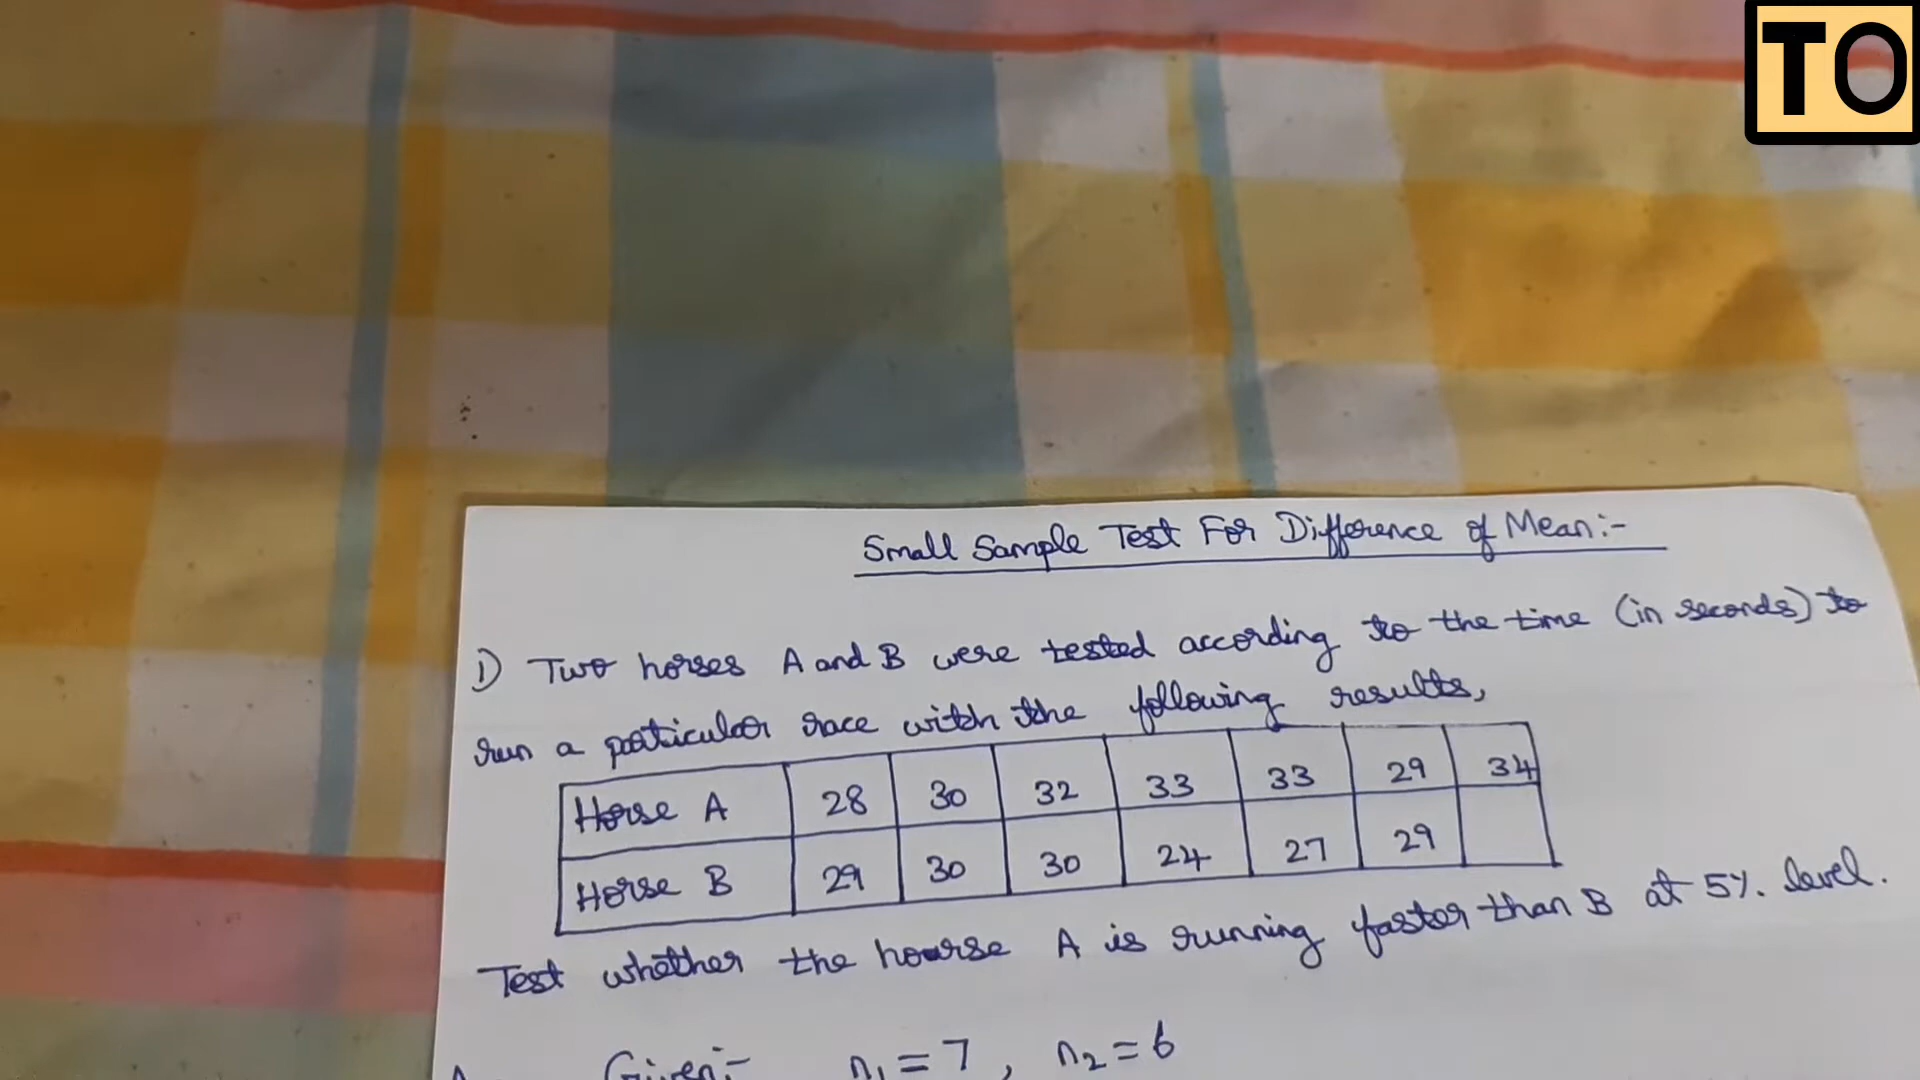 TO
Small Sample Test For Difference of Mean:-
1) Two horses A and B were tested according to the time (in seconds) to
run a particular race with the following results,
Horse A 28 30 32 33 33 29 34
Horse B 29 30 30 24 27 29
Test whether the hourse A is running faster than B at 5%. level.
Given:- n₁ = 7, n₂ = 6